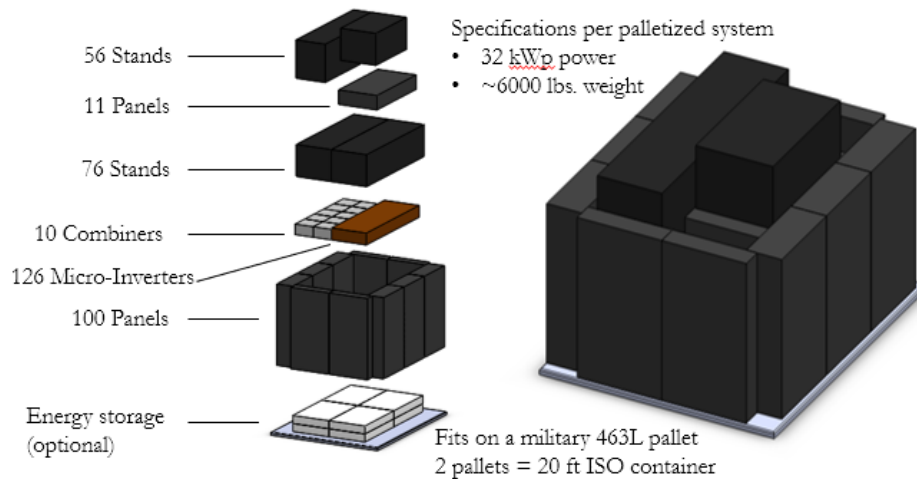 56 Stands
11 Panels
76 Stands
10 Combiners
126 Micro-Inverters
100 Panels
Energy storage
(optional)
Specifications per palletized system
• 32 kWp power
• ~6000 lbs. weight
Fits on a military 463L pallet
2 pallets = 20 ft ISO container